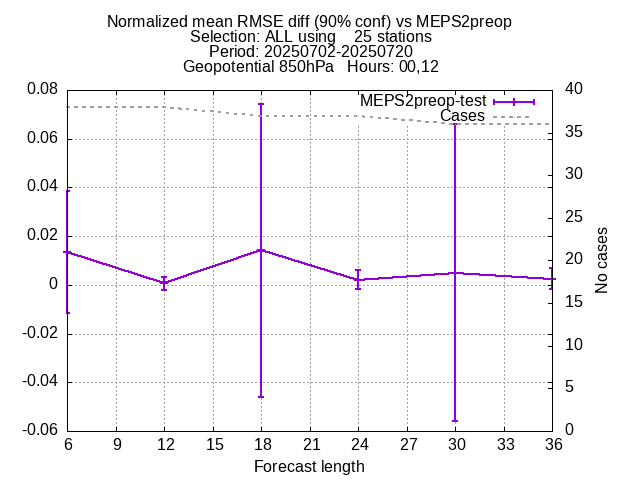 Normalized mean RMSE diff (90% conf) vs MEPS2preop
Selection: ALL using    25 stations
Period: 20250702-20250720
Geopotential 850hPa   Hours: 00,12
MEPS2preop-test
Cases
0.08
0.06
0.04
0.02
0
-0.02
-0.04
-0.06
40
35
30
25
20
15
10
5
0
No cases
6 9 12 15 18 21 24 27 30 33 36
Forecast length